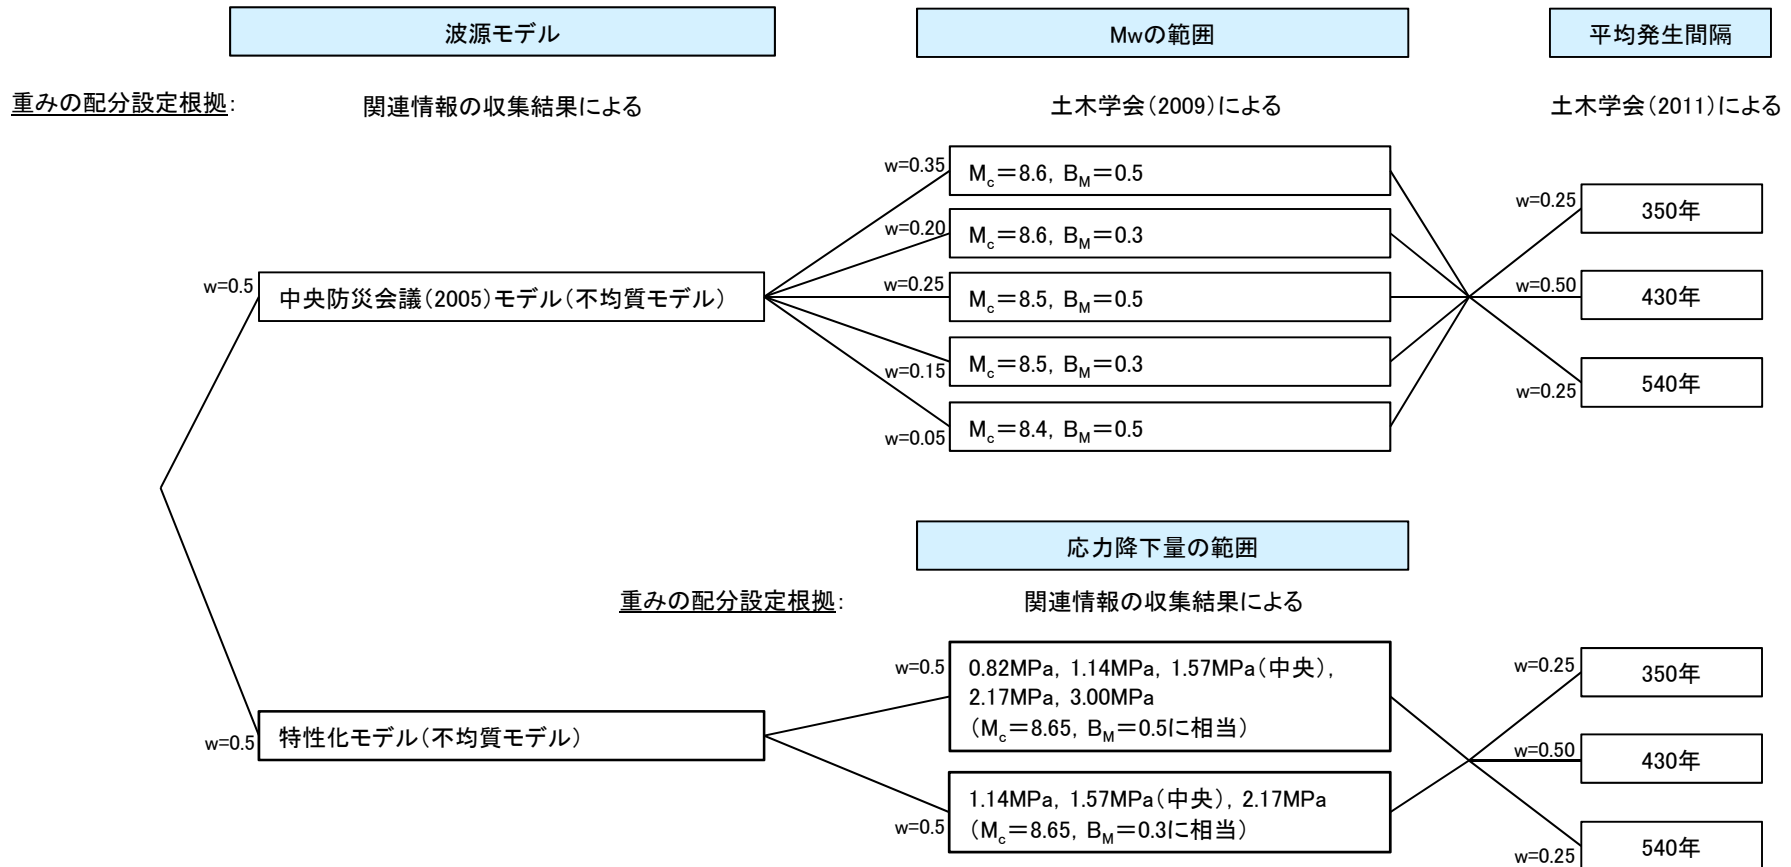 波源モデル
Mwの範囲
平均発生間隔
重みの配分設定根拠:
関連情報の収集結果による
土木学会(2009)による
土木学会(2011)による
w=0.5
中央防災会議(2005)モデル(不均質モデル)
w=0.35
Mc=8.6, BM=0.5
w=0.20
Mc=8.6, BM=0.3
w=0.25
Mc=8.5, BM=0.5
w=0.15
Mc=8.5, BM=0.3
w=0.05
Mc=8.4, BM=0.5
w=0.25
350年
w=0.50
430年
w=0.25
540年
応力降下量の範囲
重みの配分設定根拠:
関連情報の収集結果による
w=0.5
特性化モデル(不均質モデル)
w=0.5
0.82MPa, 1.14MPa, 1.57MPa(中央),
2.17MPa, 3.00MPa
(Mc=8.65, BM=0.5に相当)
w=0.5
1.14MPa, 1.57MPa(中央), 2.17MPa
(Mc=8.65, BM=0.3に相当)
w=0.25
350年
w=0.50
430年
w=0.25
540年